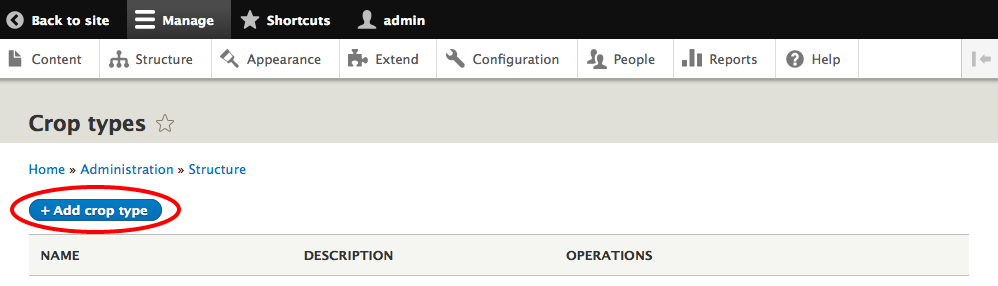 Back to site Manage Shortcuts admin
Content Structure Appearance Extend Configuration People Reports Help
Crop types
Home » Administration » Structure
+ Add crop type
NAME DESCRIPTION OPERATIONS